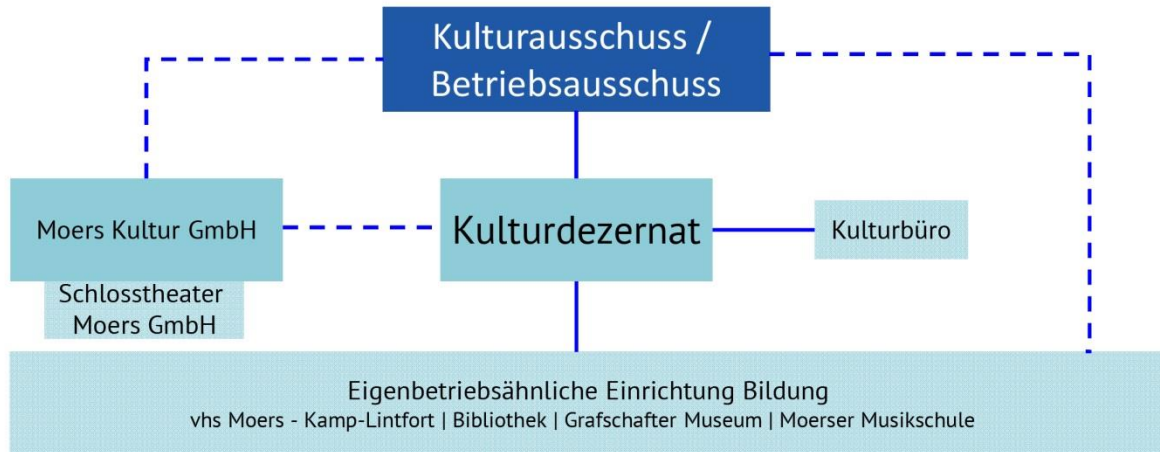 Kulturausschuss /
Betriebsausschuss
Moers Kultur GmbH
Kulturdezernat
Kulturbüro
Schlosstheater
Moers GmbH
Eigenbetriebsähnliche Einrichtung Bildung
vhs Moers - Kamp-Lintfort | Bibliothek | Grafschafter Museum | Moerser Musikschule